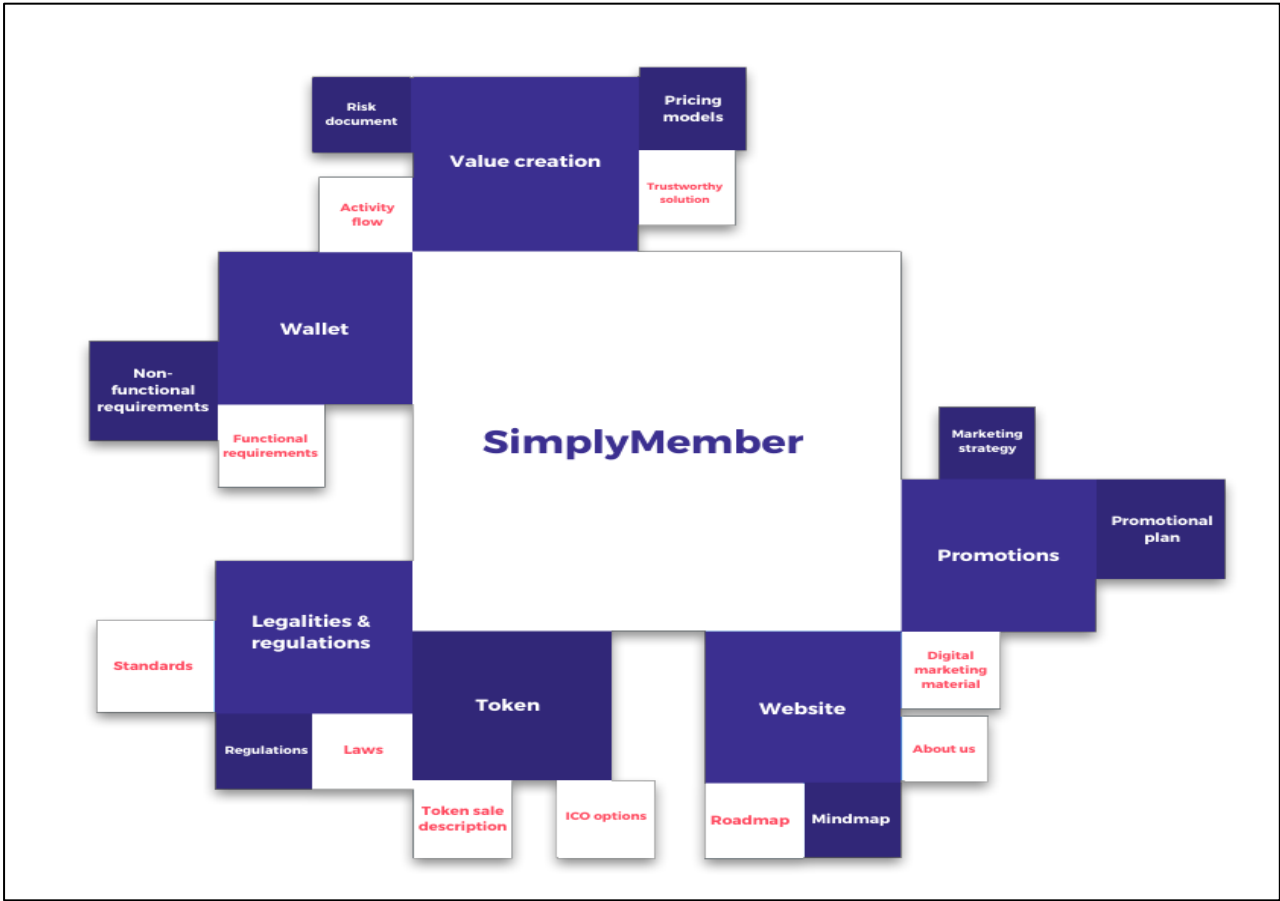 Risk
document
Value creation
Pricing
models
Trustworthy
solution
Activity
flow
Wallet
Non-
functional
requirements
Functional
requirements
SimplyMember
Marketing
strategy
Promotions
Promotional
plan
Digital
marketing
material
About us
Legalities &
regulations
Standards
Regulations
Laws
Token
Token sale
description
ICO options
Website
Roadmap
Mindmap